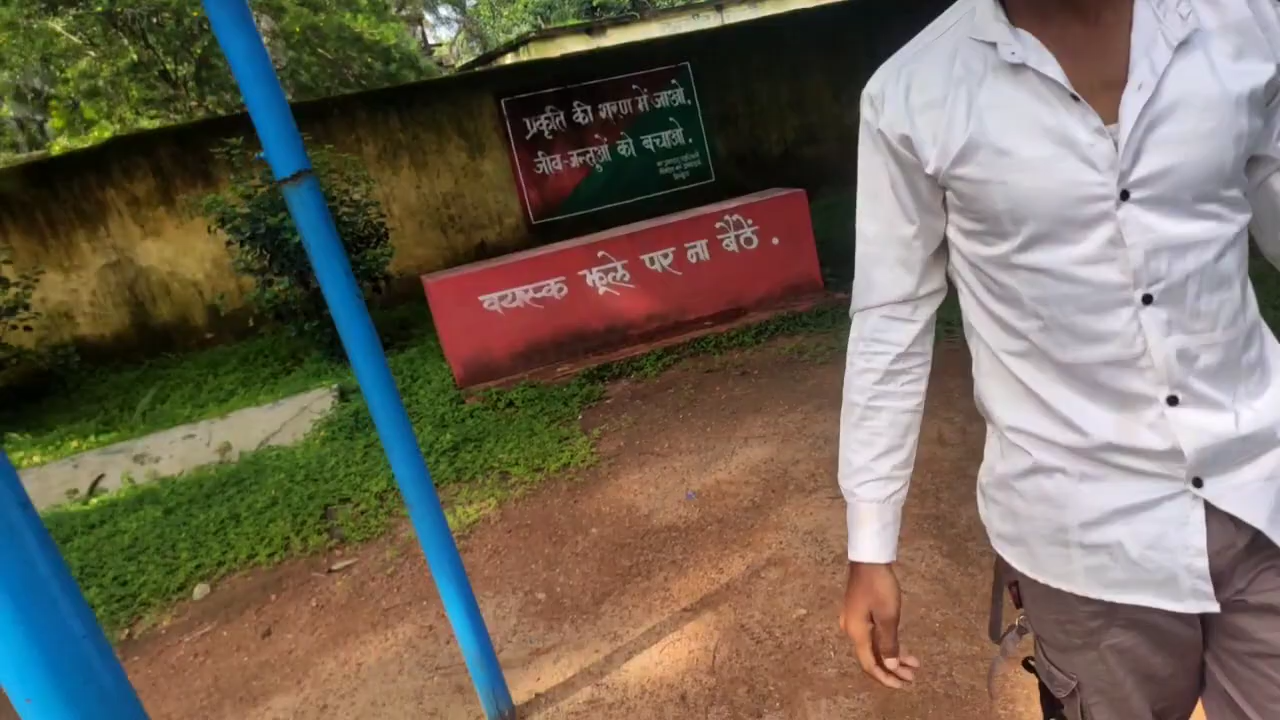 प्रकृति की शरण में जाओ,
जीव-जन्तुओं को बचाओ.
वयस्क झूले पर ना बैठें .